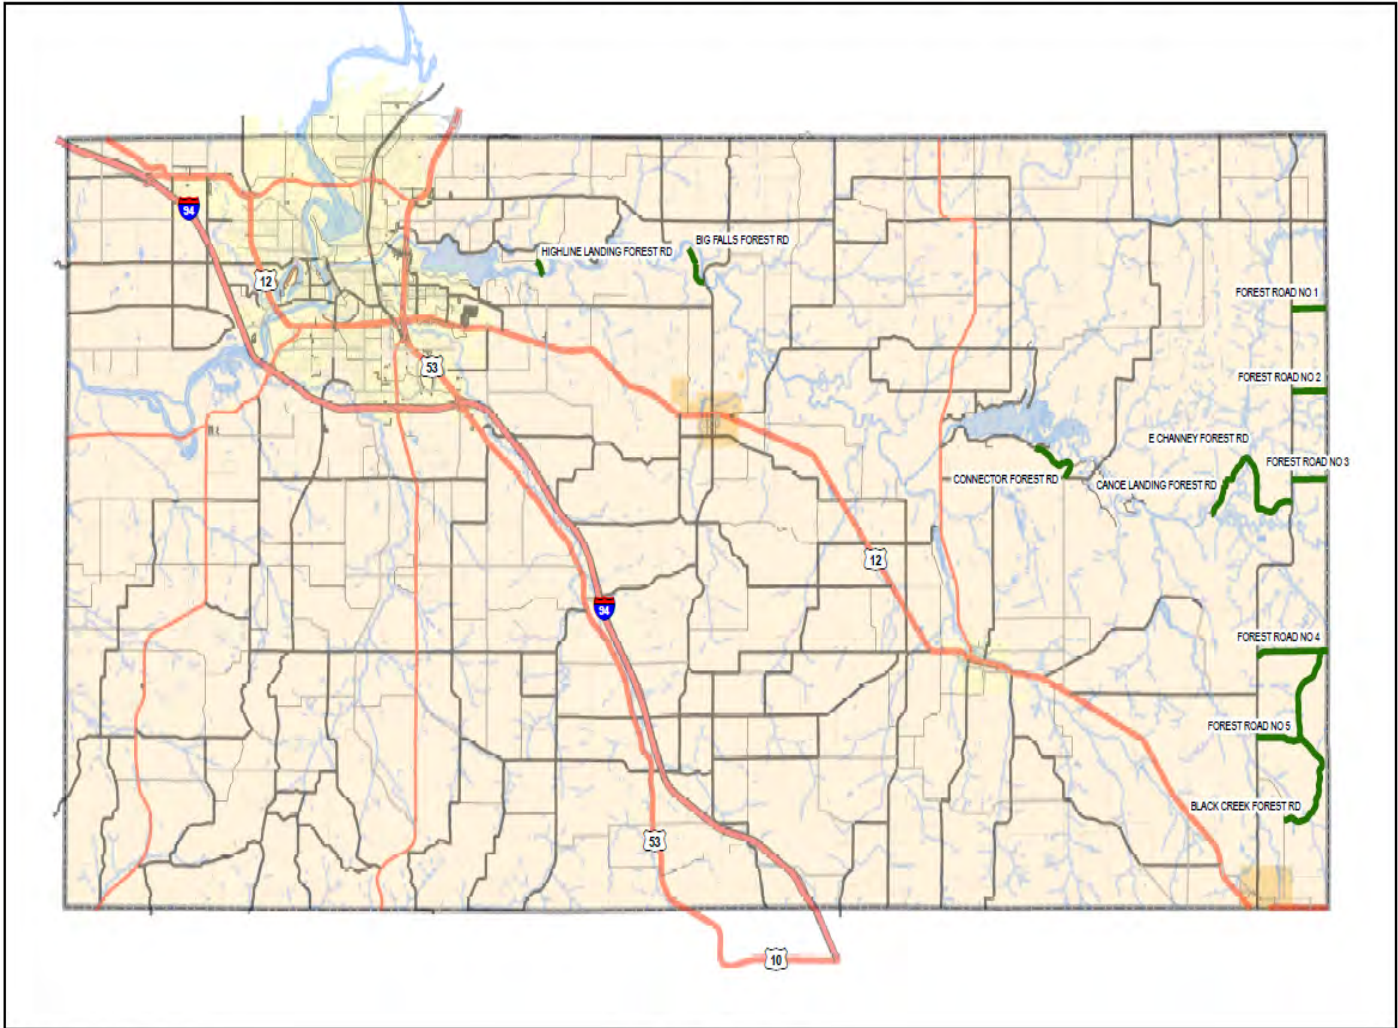 94
HIGHLINE LANDING FOREST RD
BIG FALLS FOREST RD
12
FOREST ROAD NO 1
53
FOREST ROAD NO 2
E CHANNEY FOREST RD
FOREST ROAD NO 3
CONNECTOR FOREST RD
CANOE LANDING FOREST RD
12
94
FOREST ROAD NO 4
FOREST ROAD NO 5
BLACK CREEK FOREST RD
53
10